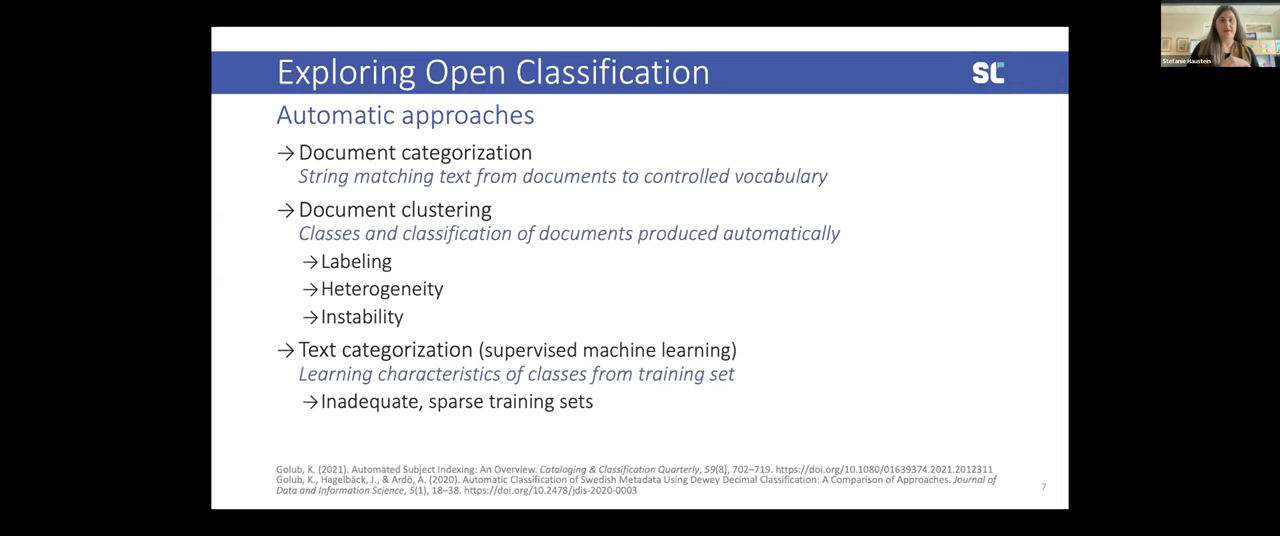 Exploring Open Classification
SC
Stefanie Haustein
Automatic approaches
→ Document categorization
String matching text from documents to controlled vocabulary
→ Document clustering
Classes and classification of documents produced automatically
→ Labeling
→ Heterogeneity
→ Instability
→ Text categorization (supervised machine learning)
Learning characteristics of classes from training set
→ Inadequate, sparse training sets
Golub, K. (2021). Automated Subject Indexing: An Overview. Cataloging & Classification Quarterly, 59(8), 702–719. https://doi.org/10.1080/01639374.2021.2012311
Golub, K., Hagelbäck, J., & Ardö, A. (2020). Automatic Classification of Swedish Metadata Using Dewey Decimal Classification: A Comparison of Approaches. Journal of
Data and Information Science, 5(1), 18–38. https://doi.org/10.2478/jdis-2020-0003
7